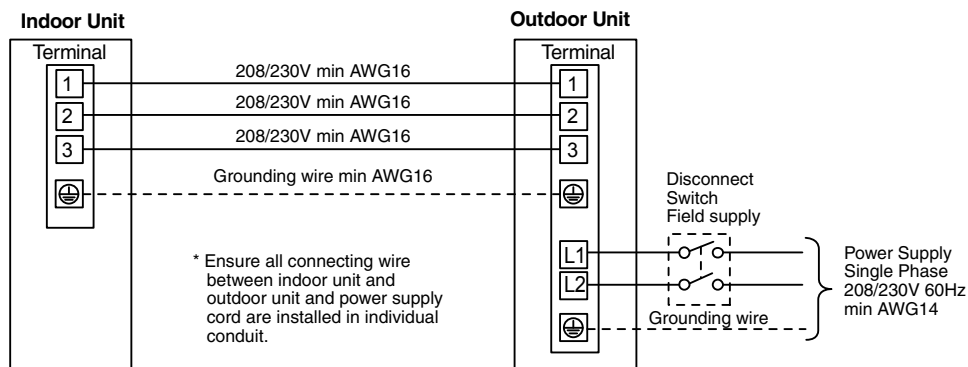 Indoor Unit
Outdoor Unit
Terminal
Terminal
1
208/230V min AWG16
1
2
208/230V min AWG16
2
3
208/230V min AWG16
3
Grounding wire min AWG16
Disconnect
Switch
Field supply
L1
L2
Grounding wire
Power Supply
Single Phase
208/230V 60Hz
min AWG14
* Ensure all connecting wire
between indoor unit and
outdoor unit and power supply
cord are installed in individual
conduit.